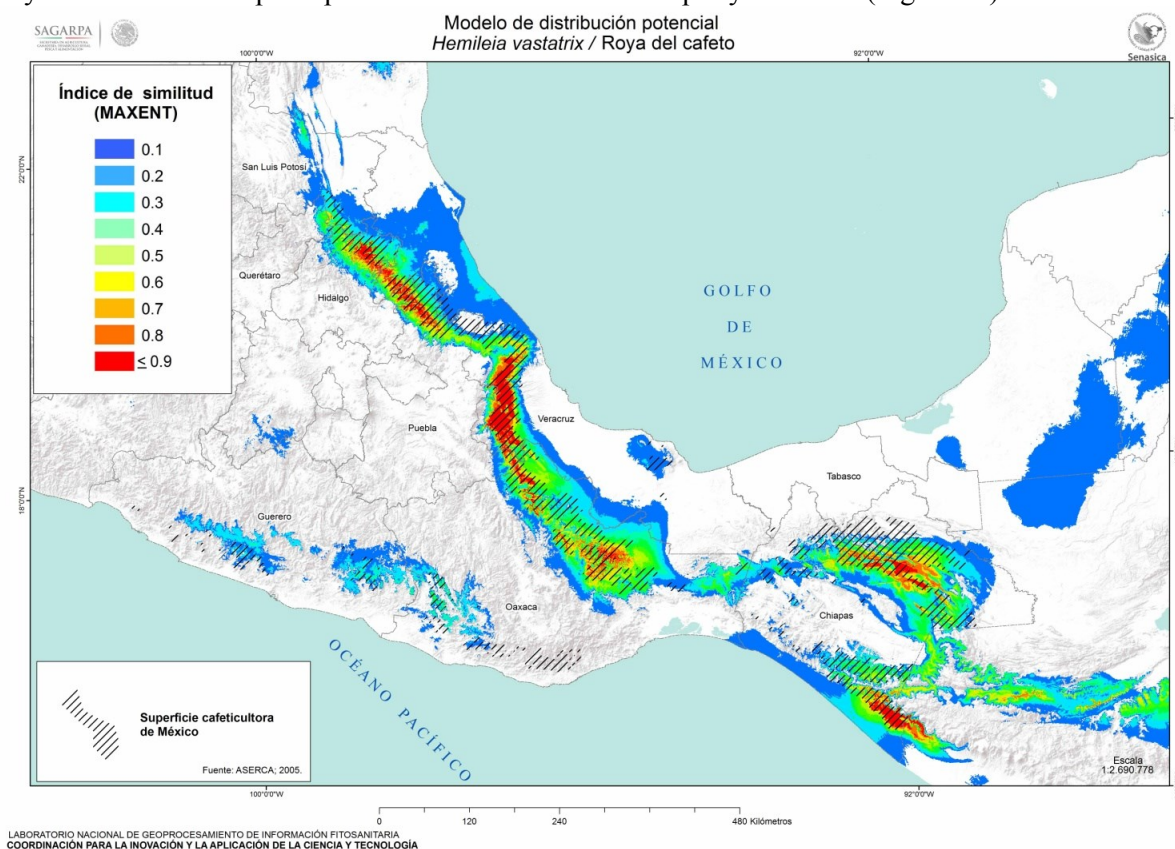 SAGARPA
Modelo de distribución potencial
Hemileia vastatrix / Roya del cafeto
Senasica
100°0'0"W
92°0'0"W
Índice de similitud
(MAXENT)
0.1
0.2
0.3
0.4
0.5
0.6
0.7
0.8
≤ 0.9
22°0'0"N
18°0'0"N
San Luis Potosí
Querétaro
Hidalgo
Puebla
Veracruz
Guerrero
Oaxaca
Tabasco
Chiapas
GOLFO
DE
MÉXICO
OCÉANO PACÍFICO
Superficie cafeticultora
de México
Fuente: ASERCA; 2005.
Escala
1:2 690 778
100°0'0"W
92°0'0"W
0 120 240 480 Kilómetros
LABORATORIO NACIONAL DE GEOPROCESAMIENTO DE INFORMACIÓN FITOSANITARIA
COORDINACIÓN PARA LA INOVACIÓN Y LA APLICACIÓN DE LA CIENCIA Y TECNOLOGÍA